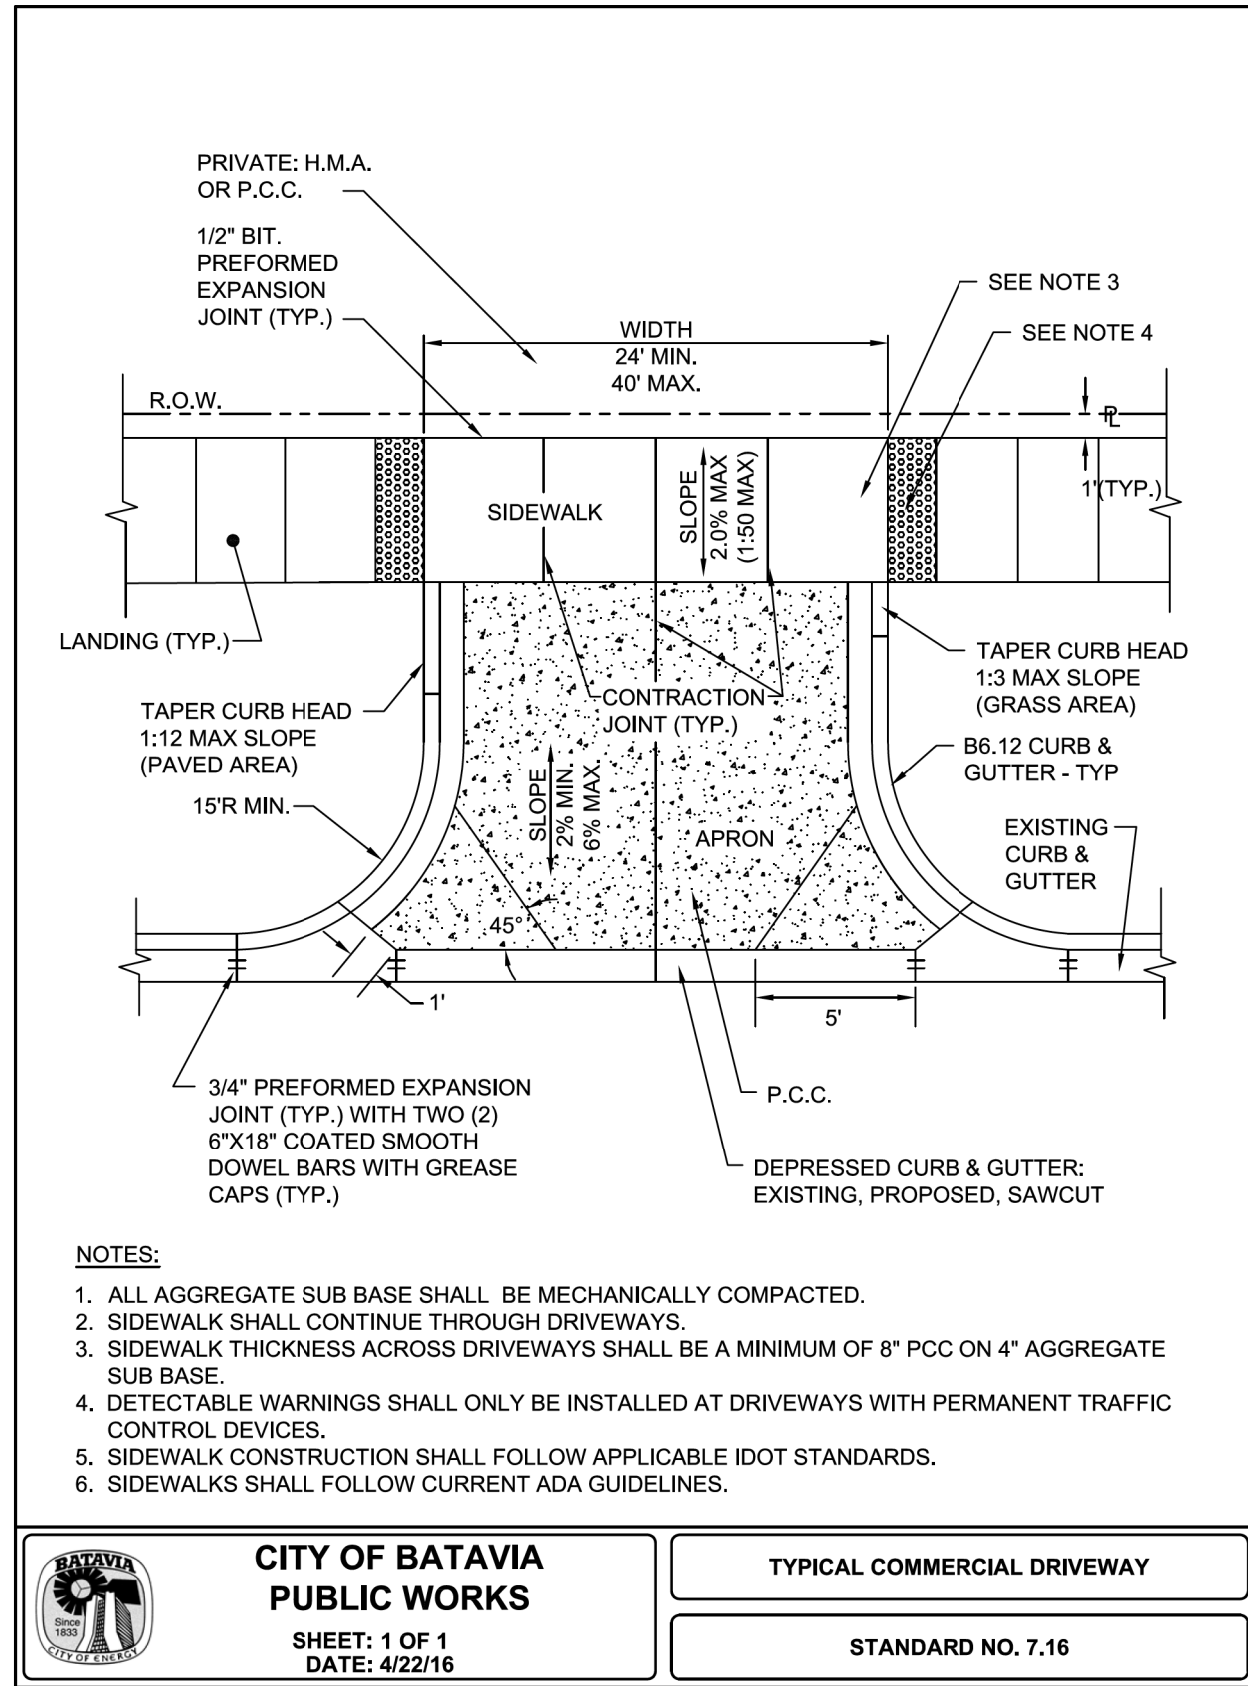 PRIVATE: H.M.A.
OR P.C.C.
1/2" BIT.
PREFORMED
EXPANSION
JOINT (TYP.)
SEE NOTE 3
WIDTH
24' MIN.
40' MAX.
SEE NOTE 4
R.O.W.
PL
1'(TYP.)
SIDEWALK
SLOPE
2.0% MAX
(1:50 MAX)
LANDING (TYP.)
TAPER CURB HEAD
1:3 MAX SLOPE
(GRASS AREA)
CONTRACTION
JOINT (TYP.)
TAPER CURB HEAD
1:12 MAX SLOPE
(PAVED AREA)
B6.12 CURB &
GUTTER - TYP
15'R MIN.
SLOPE
2% MIN.
6% MAX.
APRON
EXISTING
CURB &
GUTTER
45°
1'
5'
3/4" PREFORMED EXPANSION
JOINT (TYP.) WITH TWO (2)
6"X18" COATED SMOOTH
DOWEL BARS WITH GREASE
CAPS (TYP.)
P.C.C.
DEPRESSED CURB & GUTTER:
EXISTING, PROPOSED, SAWCUT
NOTES:
1. ALL AGGREGATE SUB BASE SHALL BE MECHANICALLY COMPACTED.
2. SIDEWALK SHALL CONTINUE THROUGH DRIVEWAYS.
3. SIDEWALK THICKNESS ACROSS DRIVEWAYS SHALL BE A MINIMUM OF 8" PCC ON 4" AGGREGATE
SUB BASE.
4. DETECTABLE WARNINGS SHALL ONLY BE INSTALLED AT DRIVEWAYS WITH PERMANENT TRAFFIC
CONTROL DEVICES.
5. SIDEWALK CONSTRUCTION SHALL FOLLOW APPLICABLE IDOT STANDARDS.
6. SIDEWALKS SHALL FOLLOW CURRENT ADA GUIDELINES.
BATAVIA
Since
1833
CITY OF ENERGY
CITY OF BATAVIA
PUBLIC WORKS
SHEET: 1 OF 1
DATE: 4/22/16
TYPICAL COMMERCIAL DRIVEWAY
STANDARD NO. 7.16